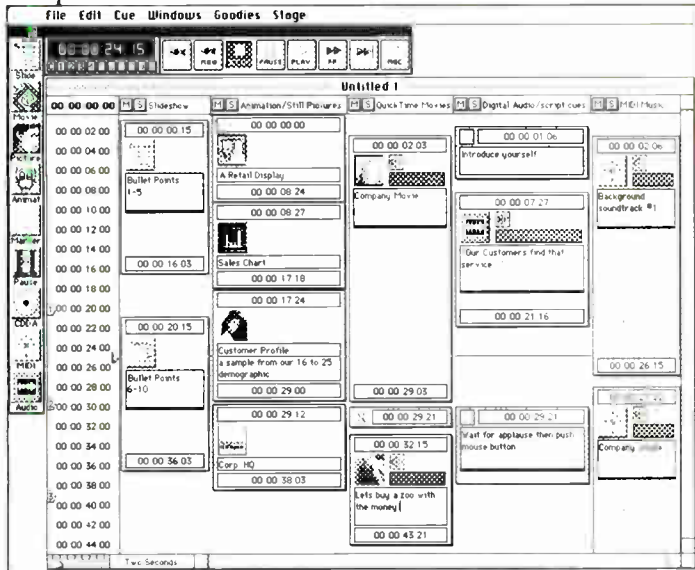 File Edit Cue Windows Goodies Stage
00 00 24 15
REW
PAUSE
PLAY
FF
REC
Untitled 1
Slide
Movie
Picture
Animat
Marker
Pause
CD-A
MIDI
Audio
00 00 00 00
M S Slideshow
M S Animation/Still Pictures
M S QuickTime Movies
M S Digital Audio/script cues
M S MIDI Music
00 00 02 00
00 00 04 00
00 00 06 00
00 00 08 00
00 00 10 00
00 00 12 00
00 00 14 00
00 00 16 00
00 00 18 00
00 00 20 00
00 00 22 00
00 00 24 00
00 00 26 00
00 00 28 00
00 00 30 00
00 00 32 00
00 00 34 00
00 00 36 00
00 00 38 00
00 00 40 00
00 00 42 00
00 00 44 00
00 00 00 15
Bullet Points
1-5
00 00 16 03
00 00 20 15
Bullet Points
6-10
00 00 36 03
00 00 00 00
A Retail Display
00 00 08 24
00 00 08 27
Sales Chart
00 00 17 18
00 00 17 24
Customer Profile
a sample from our 16 to 25
demographic
00 00 29 00
00 00 29 12
Corp HQ
00 00 38 03
00 00 02 03
Company Movie
00 00 29 03
00 00 29 21
00 00 32 15
Lets buy a zoo with
the money
00 00 43 21
00 00 01 06
Introduce yourself
00 00 07 27
Our Customers find that
service
00 00 21 16
00 00 29 21
Wait for applause then push
mouse button
00 00 02 06
Background
soundtrack #1
00 00 26 15
Company
Two Seconds